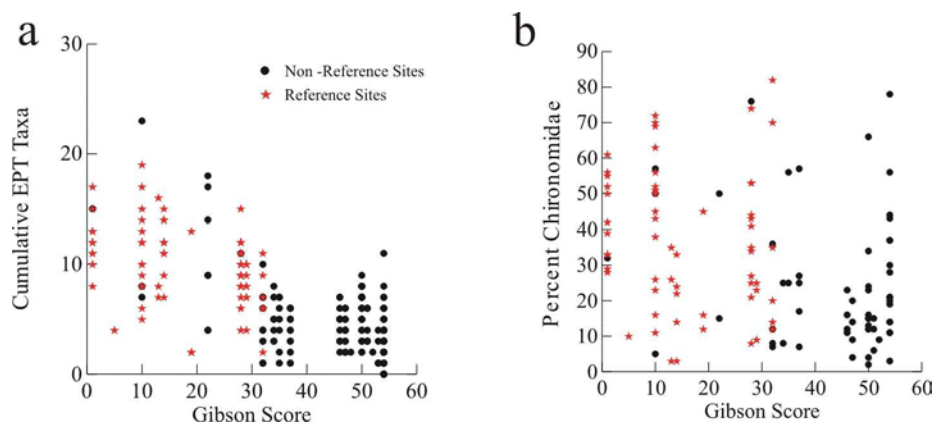 a
30
20
10
0
Cumulative EPT Taxa
Non -Reference Sites
Reference Sites
0 10 20 30 40 50 60
Gibson Score
b
90
80
70
60
50
40
30
20
10
0
Percent Chironomidae
0 10 20 30 40 50 60
Gibson Score